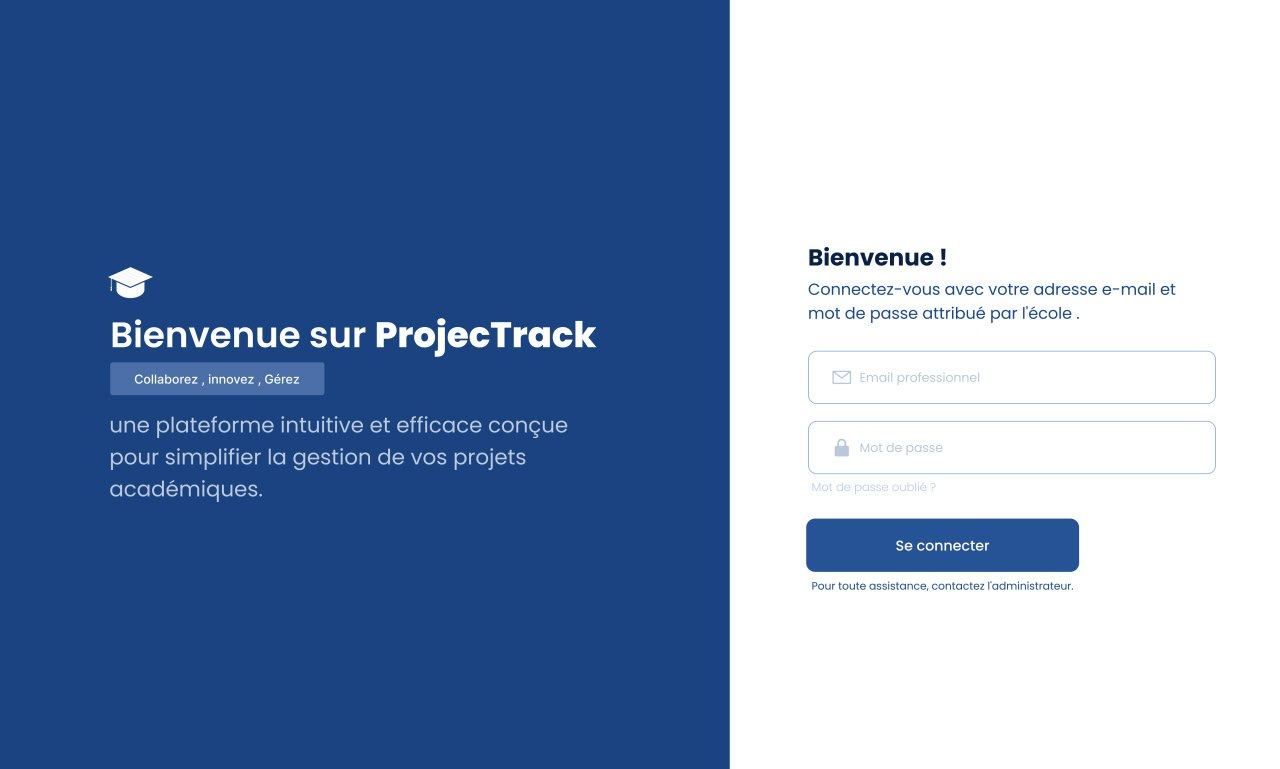 Bienvenue sur ProjecTrack
Collaborez , innovez , Gérez
une plateforme intuitive et efficace conçue
pour simplifier la gestion de vos projets
académiques.
Bienvenue !
Connectez-vous avec votre adresse e-mail et
mot de passe attribué par l'école .
Email professionnel
Mot de passe
Mot de passe oublié ?
Se connecter
Pour toute assistance, contactez l'administrateur.